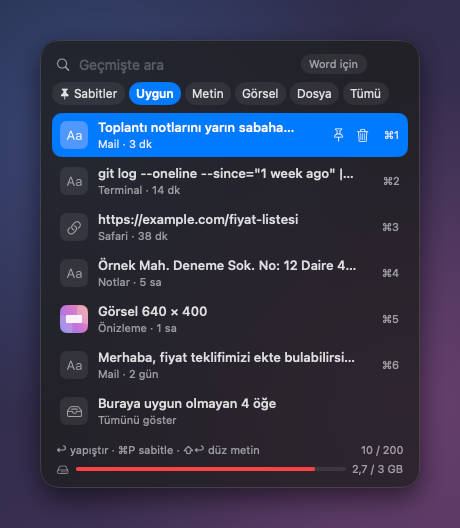 Geçmişte ara
Word için
Sabitler Uygun Metin Görsel Dosya Tümü
Aa Toplantı notlarını yarın sabaha... ⌘1
Mail · 3 dk
Aa git log --oneline --since="1 week ago" |... ⌘2
Terminal · 14 dk
https://example.com/fiyat-listesi ⌘3
Safari · 38 dk
Aa Örnek Mah. Deneme Sok. No: 12 Daire 4... ⌘4
Notlar · 5 sa
Görsel 640 × 400 ⌘5
Önizleme · 1 sa
Aa Merhaba, fiyat teklifimizi ekte bulabilirsi... ⌘6
Mail · 2 gün
Buraya uygun olmayan 4 öğe
Tümünü göster
↩ yapıştır · ⌘P sabitle · ⇧↩ düz metin 10 / 200
2,7 / 3 GB